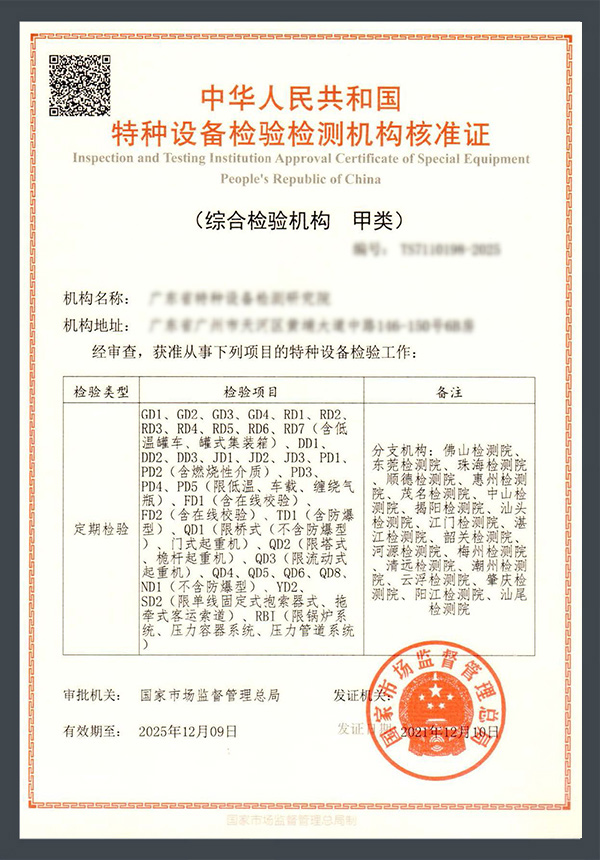 中华人民共和国
特种设备检验检测机构核准证
Inspection and Testing Institution Approval Certificate of Special Equipment
People's Republic of China
（综合检验机构 甲类）
编号： TS7110198-2025
机构名称： 广东省特种设备检测研究院
机构地址：
经审查，获准从事下列项目的特种设备检验工作：
检验类型 检验项目 备注
定期检验
GD1、GD2、GD3、GD4、RD1、RD2、
RD3、RD4、RD5、RD6、RD7（含低
温罐车、罐式集装箱）、DD1、
DD2、DD3、JD1、JD2、JD3、PD1、
PD2（含燃烧性介质）、PD3、
PD4、PD5（限低温、车载、缠绕气
瓶）、FD1（含在线校验）
FD2（含在线校验）、TD1（含防爆
型）、QD1（限桥式（不含防爆型
）、门式起重机）、QD2（限塔式
、桅杆起重机）、QD3（限流动式
起重机）、QD4、QD5、QD6、QD8、
ND1（不含防爆型）、YD2、
SD2（限单线固定式抱索器式、拖
牵式客运索道）、RBI（限锅炉系
统、压力容器系统、压力管道系统
）
分支机构：佛山检测院、
东莞检测院、珠海检测院
、顺德检测院、惠州检测
院、茂名检测院、中山检
测院、揭阳检测院、汕头
检测院、江门检测院、湛
江检测院、韶关检测院、
河源检测院、梅州检测院
、清远检测院、潮州检测
院、云浮检测院、肇庆检
测院、阳江检测院、汕尾
检测院
审批机关： 国家市场监督管理总局 发证机关：
有效期至： 2025年12月09日 发证日期： 2021年12月10日
国家市场监督管理总局
国家市场监督管理总局制